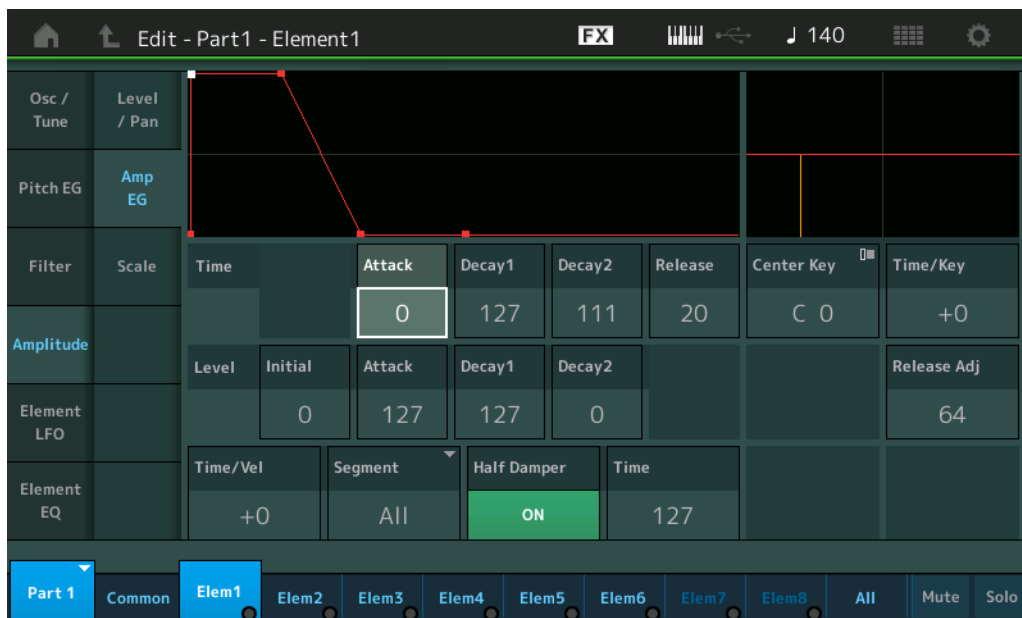 Edit - Part1 - Element1
FX
♩ 140
Osc /
Tune
Level
/ Pan
Pitch EG
Amp
EG
Filter
Scale
Amplitude
Element
LFO
Element
EQ
Time
Attack
Decay1
Decay2
Release
Center Key
Time/Key
0
127
111
20
C 0
+0
Level
Initial
Attack
Decay1
Decay2
Release Adj
0
127
127
0
64
Time/Vel
Segment
Half Damper
Time
+0
All
ON
127
Part 1
Common
Elem1
Elem2
Elem3
Elem4
Elem5
Elem6
Elem7
Elem8
All
Mute
Solo